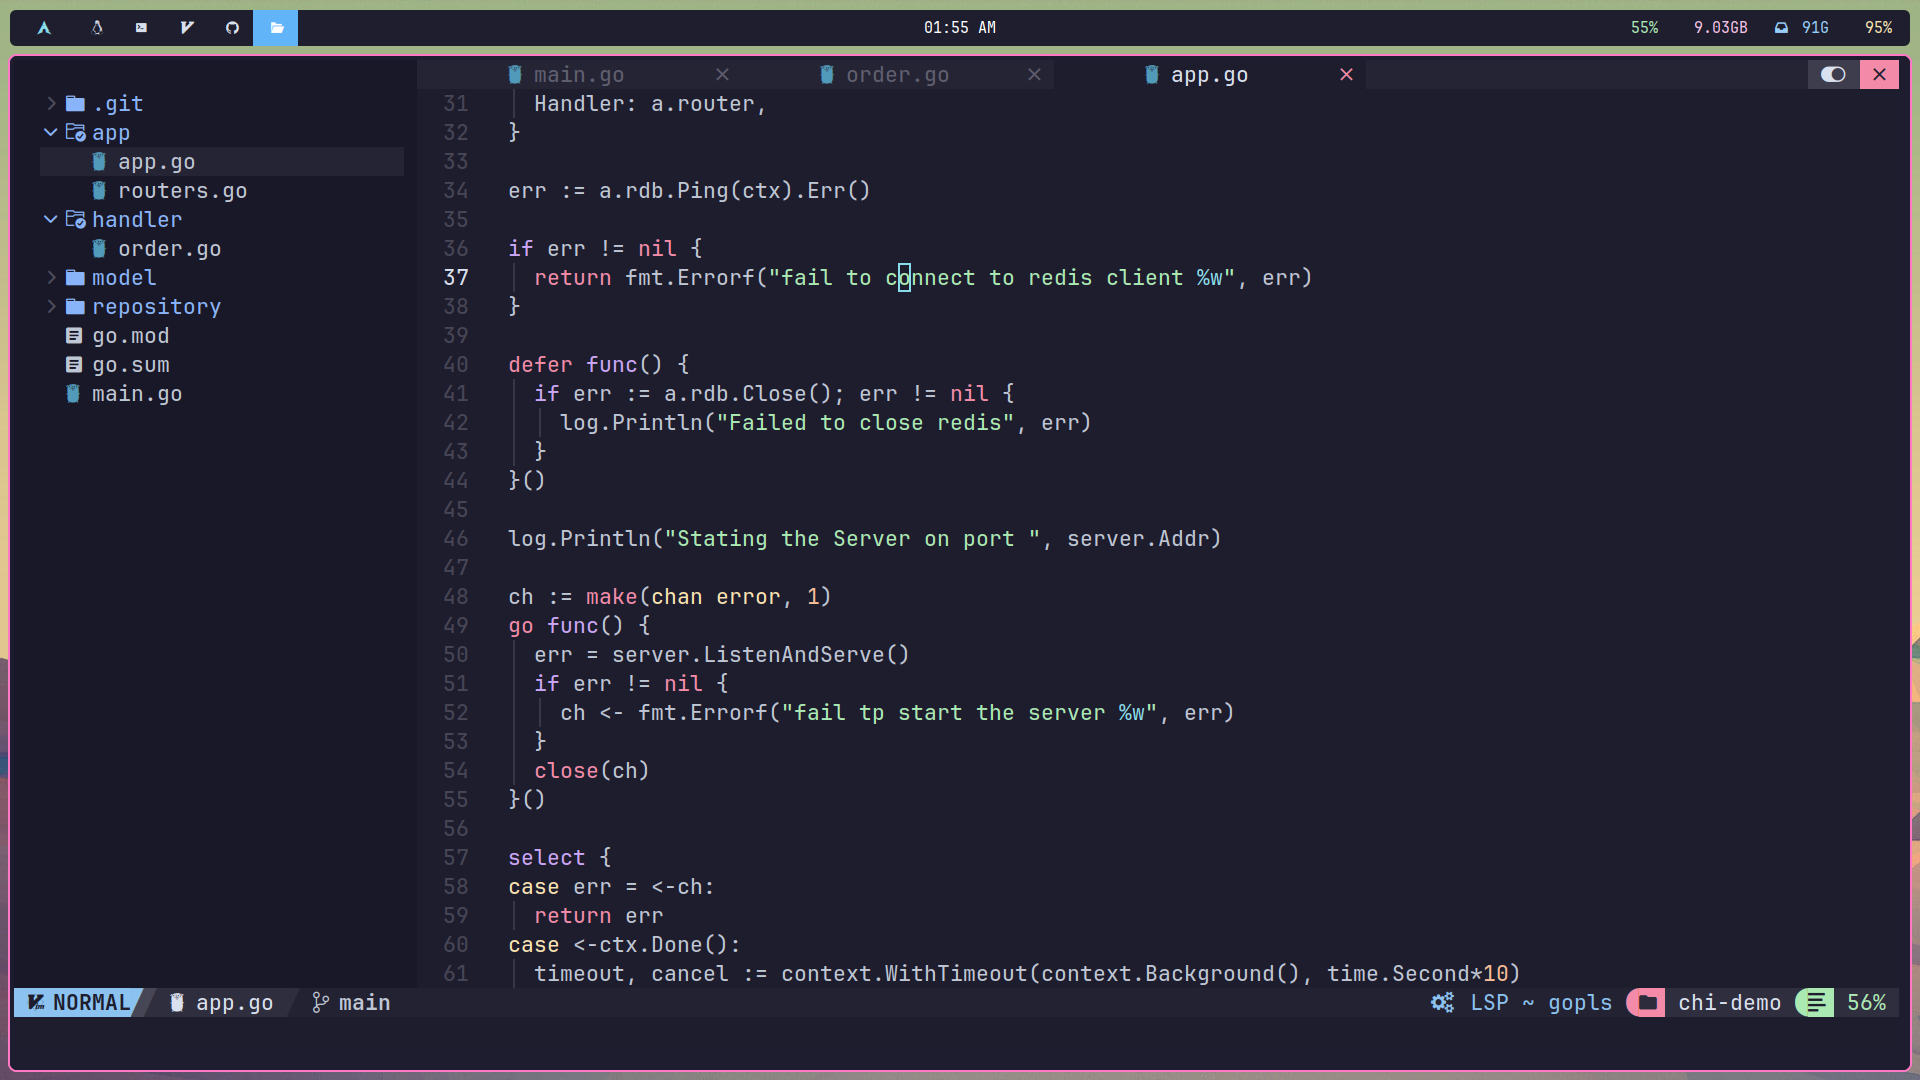 01:55 AM
55% 9.03GB 91G 95%
main.go order.go app.go
.git
app
app.go
routers.go
handler
order.go
model
repository
go.mod
go.sum
main.go
31 Handler: a.router,
32 }
33
34 err := a.rdb.Ping(ctx).Err()
35
36 if err != nil {
37 return fmt.Errorf("fail to connect to redis client %w", err)
38 }
39
40 defer func() {
41 if err := a.rdb.Close(); err != nil {
42 log.Println("Failed to close redis", err)
43 }
44 }()
45
46 log.Println("Stating the Server on port ", server.Addr)
47
48 ch := make(chan error, 1)
49 go func() {
50 err = server.ListenAndServe()
51 if err != nil {
52 ch <- fmt.Errorf("fail tp start the server %w", err)
53 }
54 close(ch)
55 }()
56
57 select {
58 case err = <-ch:
59 return err
60 case <-ctx.Done():
61 timeout, cancel := context.WithTimeout(context.Background(), time.Second*10)
NORMAL app.go main LSP ~ gopls chi-demo 56%